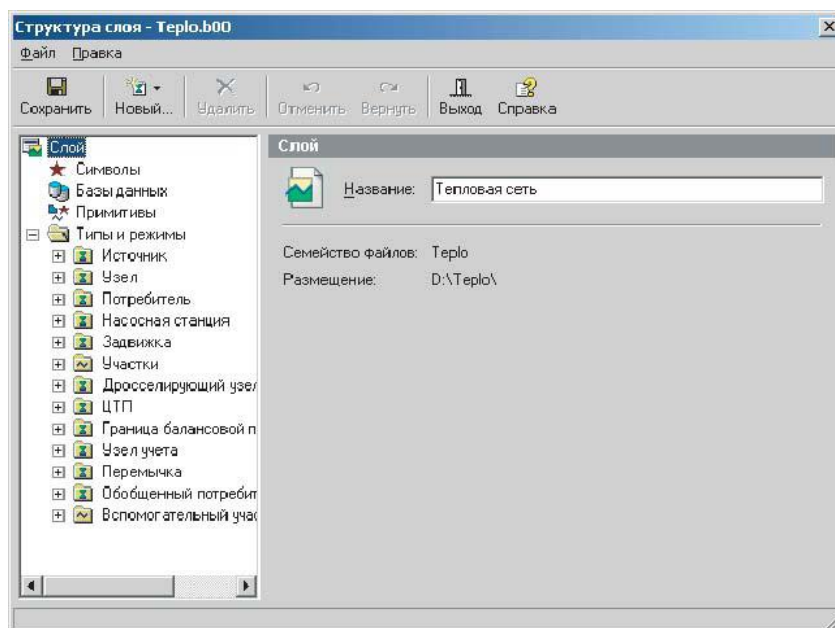 Структура слоя - Teplo.b00
Файл Правка
Сохранить Новый... Удалить Отменить Вернуть Выход Справка
Слой
Символы
Базы данных
Примитивы
Типы и режимы
Источник
Узел
Потребитель
Насосная станция
Задвижка
Участки
Дросселирующий узел
ЦТП
Граница балансовой п
Узел учета
Перемычка
Обобщенный потребит
Вспомогательный учас
Слой
Название: Тепловая сеть
Семейство файлов: Teplo
Размещение: D:\Teplo\